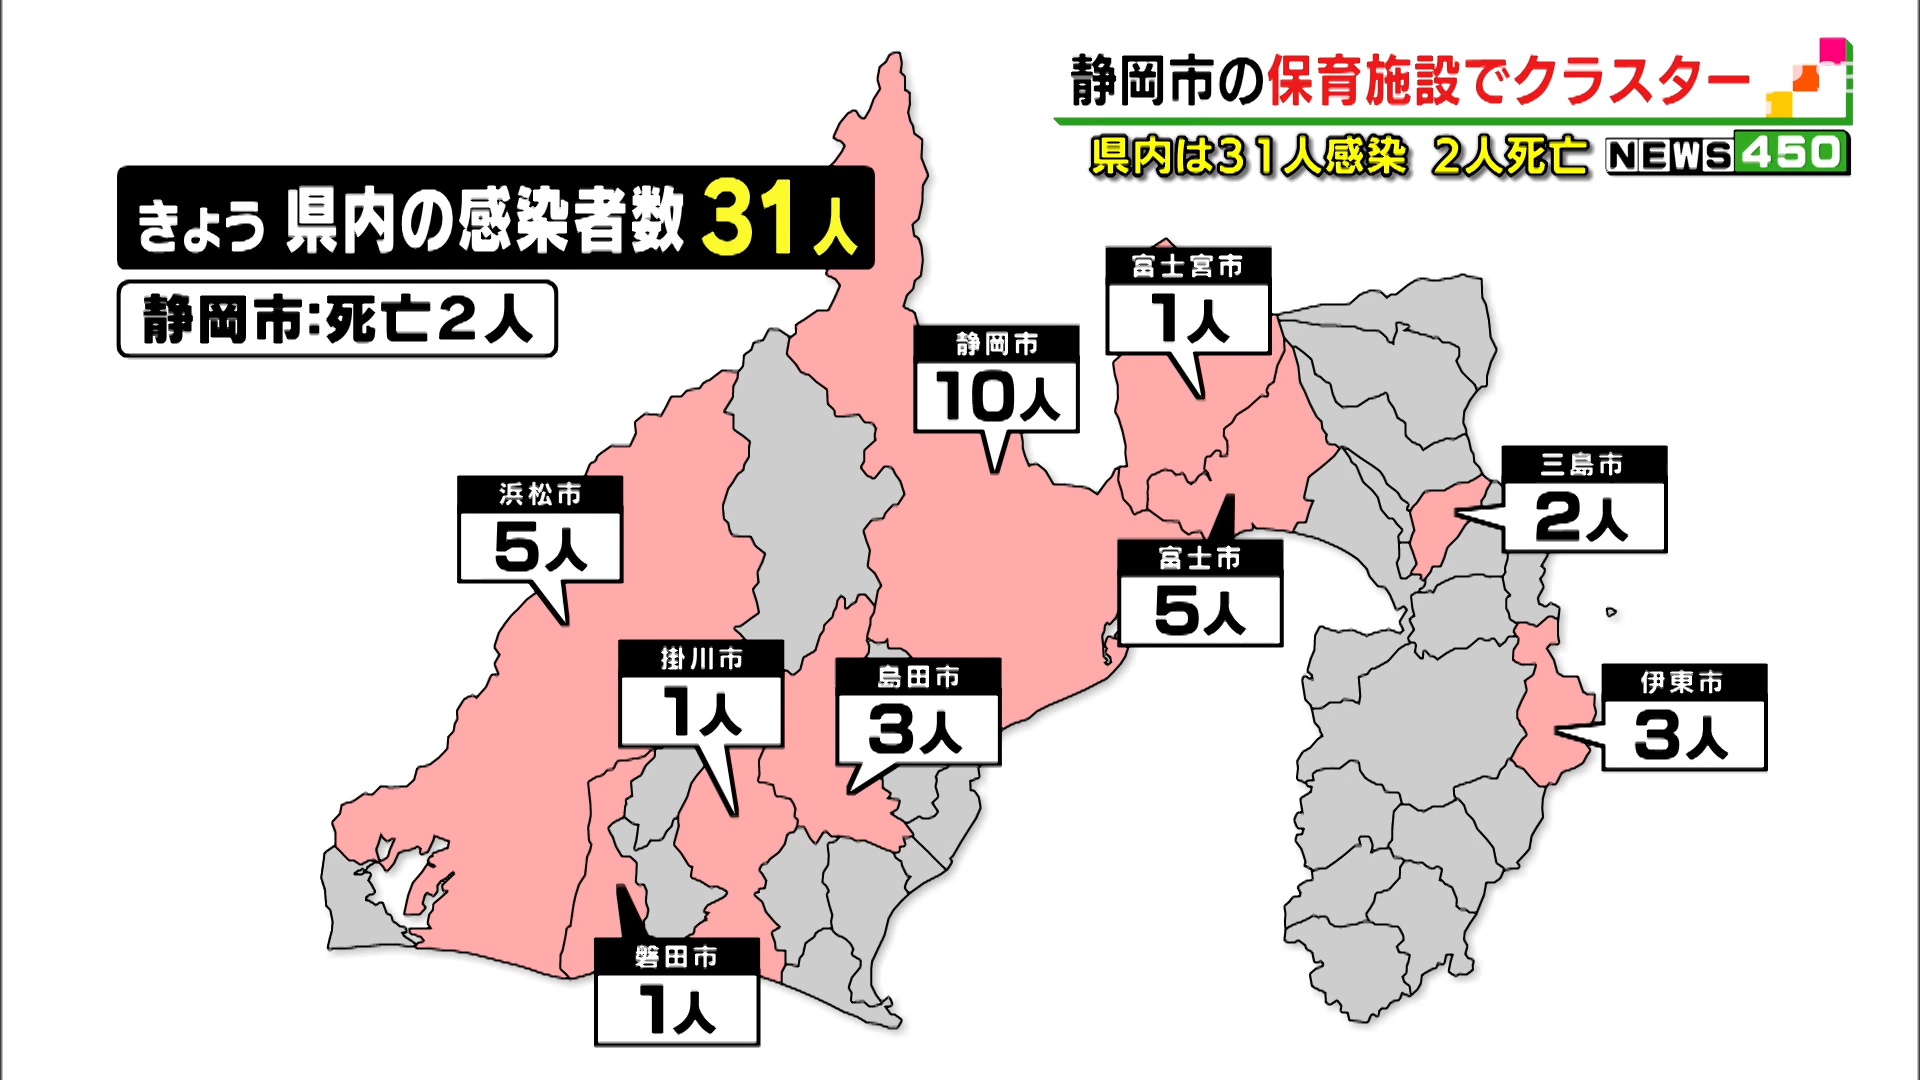 静岡市の保育施設でクラスター
県内は31人感染 2人死亡 NEWS 450
きょう 県内の感染者数 31人
静岡市:死亡2人
富士宮市
1人
静岡市
10人
三島市
2人
浜松市
5人
富士市
5人
掛川市
1人
島田市
3人
伊東市
3人
磐田市
1人